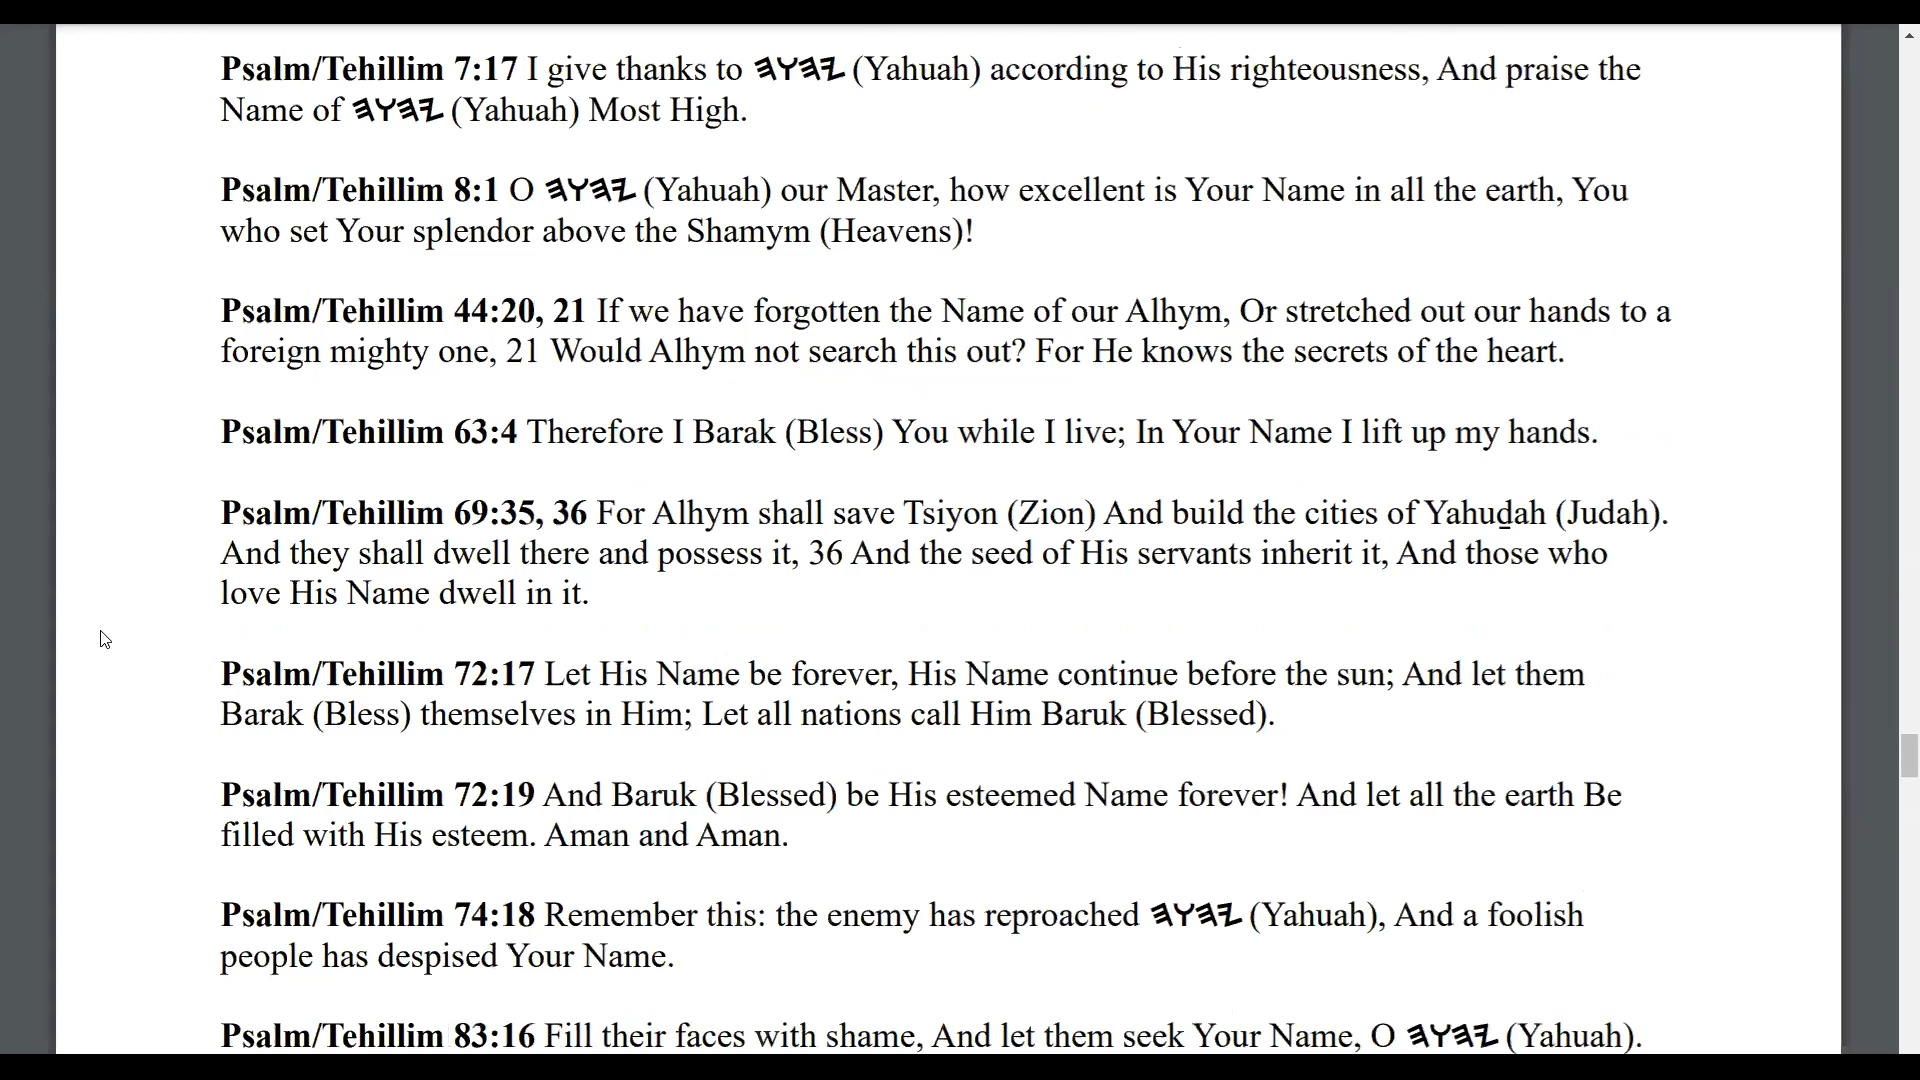 Psalm/Tehillim 7:17 I give thanks to 𐤉𐤄𐤅𐤄 (Yahuah) according to His righteousness, And praise the
Name of 𐤉𐤄𐤅𐤄 (Yahuah) Most High.
Psalm/Tehillim 8:1 O 𐤉𐤄𐤅𐤄 (Yahuah) our Master, how excellent is Your Name in all the earth, You
who set Your splendor above the Shamym (Heavens)!
Psalm/Tehillim 44:20, 21 If we have forgotten the Name of our Alhym, Or stretched out our hands to a
foreign mighty one, 21 Would Alhym not search this out? For He knows the secrets of the heart.
Psalm/Tehillim 63:4 Therefore I Barak (Bless) You while I live; In Your Name I lift up my hands.
Psalm/Tehillim 69:35, 36 For Alhym shall save Tsiyon (Zion) And build the cities of Yahuḏah (Judah).
And they shall dwell there and possess it, 36 And the seed of His servants inherit it, And those who
love His Name dwell in it.
Psalm/Tehillim 72:17 Let His Name be forever, His Name continue before the sun; And let them
Barak (Bless) themselves in Him; Let all nations call Him Baruk (Blessed).
Psalm/Tehillim 72:19 And Baruk (Blessed) be His esteemed Name forever! And let all the earth Be
filled with His esteem. Aman and Aman.
Psalm/Tehillim 74:18 Remember this: the enemy has reproached 𐤉𐤄𐤅𐤄 (Yahuah), And a foolish
people has despised Your Name.
Psalm/Tehillim 83:16 Fill their faces with shame, And let them seek Your Name, O 𐤉𐤄𐤅𐤄 (Yahuah).